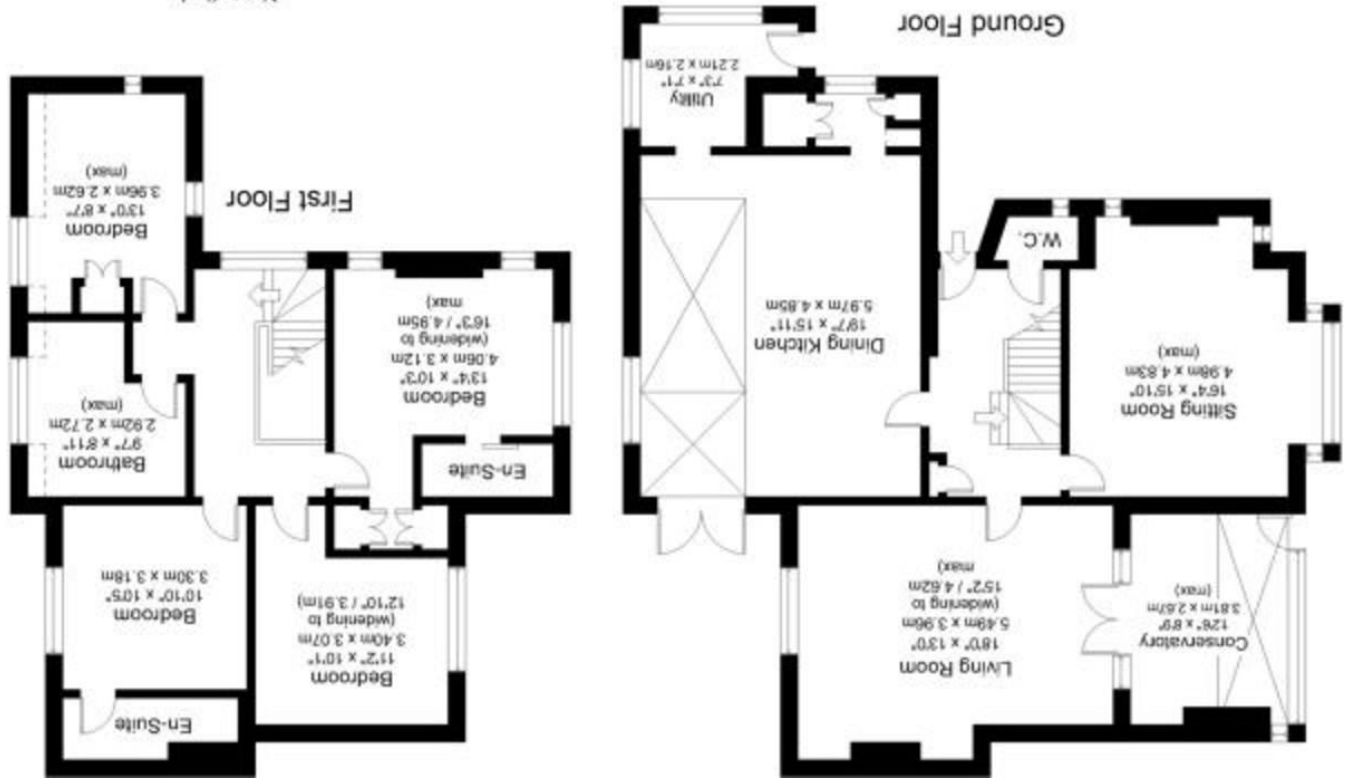 Conservatory
12'6" x 8'9"
3.81m x 2.67m
(max)
Living Room
18'0" x 13'0"
5.49m x 3.96m
(widening to
15'2" / 4.62m
max)
Sitting Room
16'4" x 15'10"
4.98m x 4.83m
(max)
Dining Kitchen
19'7" x 15'11"
5.97m x 4.85m
W.C.
Utility
7'3" x 7'1"
2.21m x 2.16m
Ground Floor
En-Suite
Bedroom
11'2" x 10'1"
3.40m x 3.07m
(widening to
12'10" / 3.91m)
Bedroom
10'10" x 10'5"
3.30m x 3.18m
En-Suite
Bedroom
13'4" x 10'3"
4.06m x 3.12m
(widening to
16'3" / 4.95m
max)
Bathroom
9'7" x 8'11"
2.92m x 2.72m
(max)
Bedroom
13'0" x 8'7"
3.96m x 2.62m
(max)
First Floor